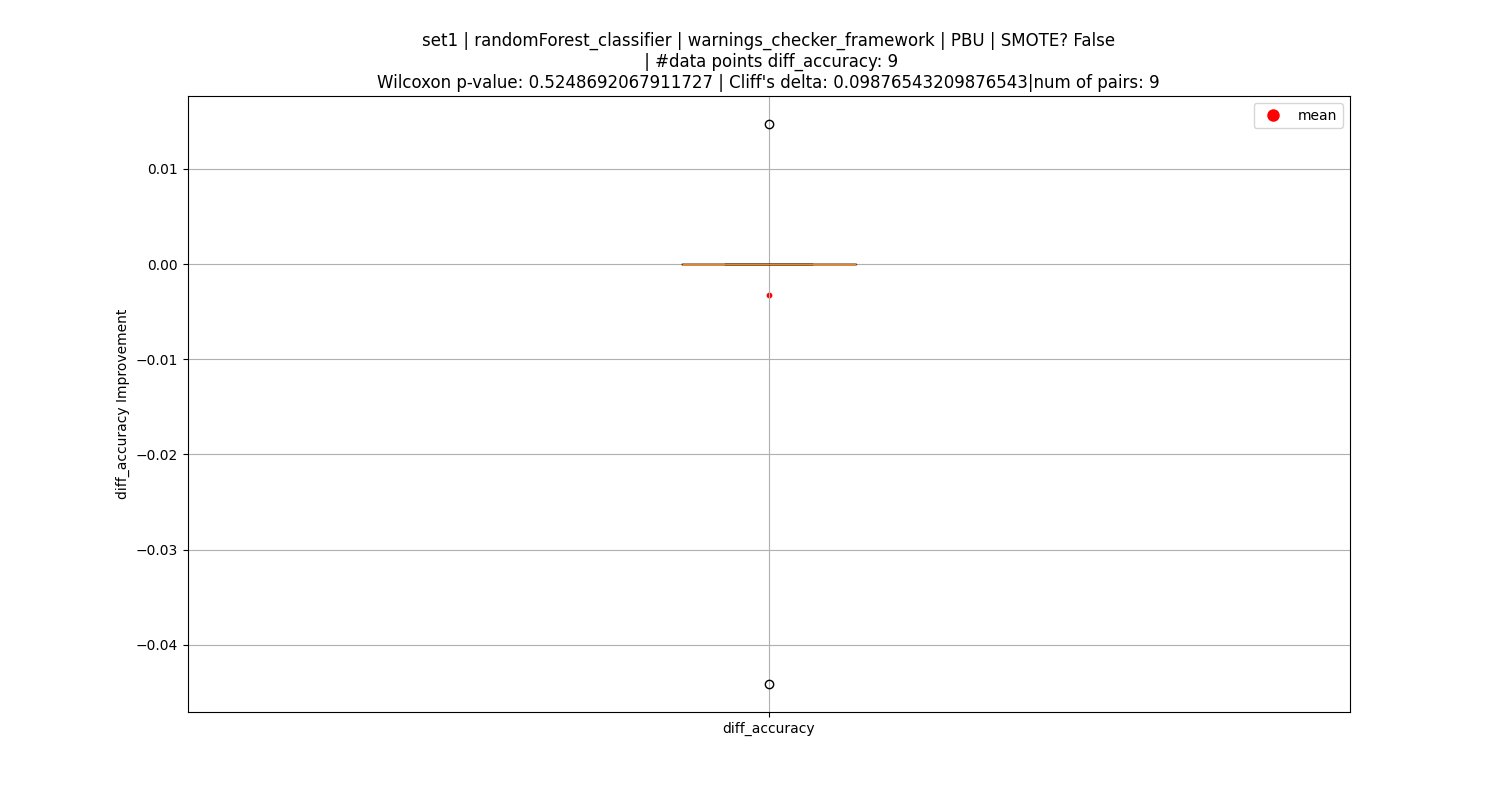 set1 | randomForest_classifier | warnings_checker_framework | PBU | SMOTE? False
| #data points diff_accuracy: 9
Wilcoxon p-value: 0.5248692067911727 | Cliff's delta: 0.09876543209876543|num of pairs: 9
mean
0.01
0.00
−0.01
−0.02
−0.03
−0.04
diff_accuracy Improvement
diff_accuracy